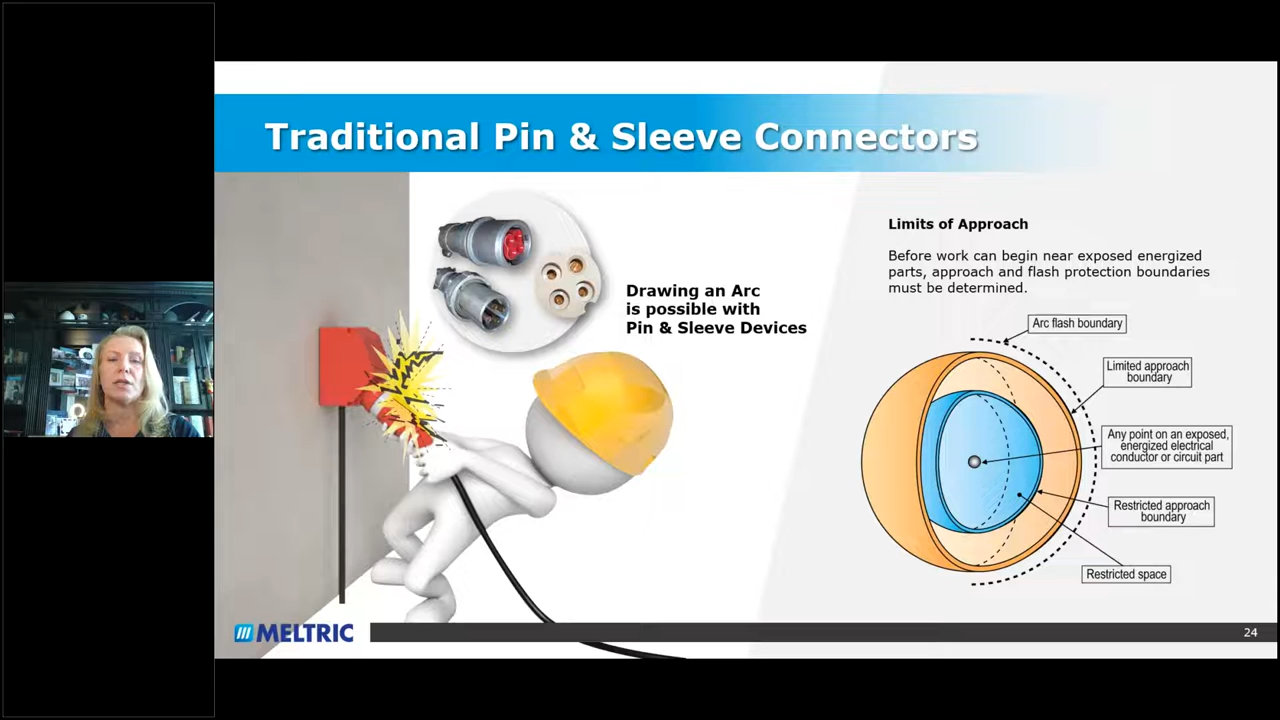 Traditional Pin & Sleeve Connectors
Drawing an Arc
is possible with
Pin & Sleeve Devices
Limits of Approach
Before work can begin near exposed energized
parts, approach and flash protection boundaries
must be determined.
Arc flash boundary
Limited approach
boundary
Any point on an exposed,
energized electrical
conductor or circuit part
Restricted approach
boundary
Restricted space
MELTRIC
24